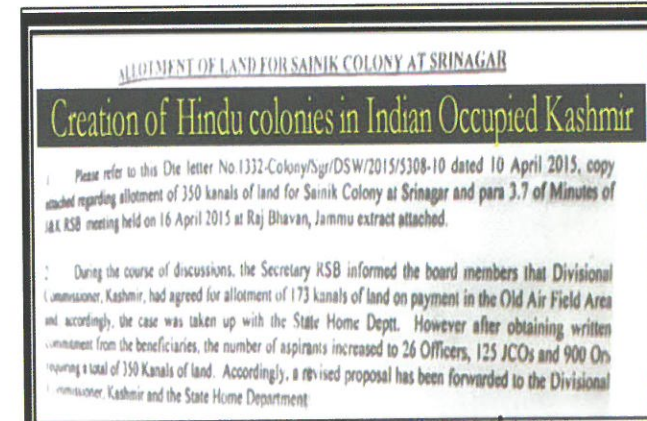 ALLOTMENT OF LAND FOR SAINIK COLONY AT SRINAGAR
Creation of Hindu colonies in Indian Occupied Kashmir
Please refer to this Dte letter No.1332-Colony/Sgr/DSW/2015/5308-10 dated 10 April 2015, copy
attached regarding allotment of 350 kanals of land for Sainik Colony at Srinagar and para 3.7 of Minutes of
J&K RSB meeting held on 16 April 2015 at Raj Bhavan, Jammu extract attached.
During the course of discussions, the Secretary RSB informed the board members that Divisional
Commissioner, Kashmir, had agreed for allotment of 173 kanals of land on payment in the Old Air Field Area
and accordingly, the case was taken up with the State Home Deptt. However after obtaining written
commitment from the beneficiaries, the number of aspirants increased to 26 Officers, 125 JCOs and 900 Ors
requiring a total of 350 Kanals of land. Accordingly, a revised proposal has been forwarded to the Divisional
Commissioner, Kashmir and the State Home Department